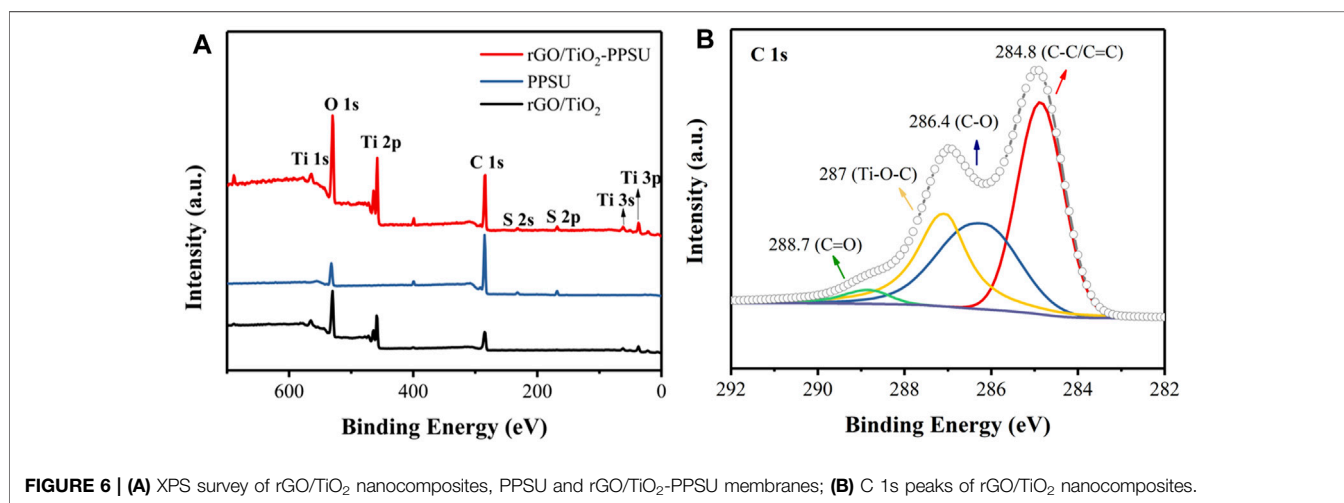 A
rGO/TiO₂-PPSU
PPSU
rGO/TiO₂
O 1s
Ti 1s
Ti 2p
C 1s
S 2s
S 2p
Ti 3s
Ti 3p
Intensity (a.u.)
600
400
200
0
Binding Energy (eV)
B
C 1s
284.8 (C-C/C=C)
286.4 (C-O)
287 (Ti-O-C)
288.7 (C=O)
Intensity (a.u.)
292
290
288
286
284
282
Binding Energy (eV)
FIGURE 6 | (A) XPS survey of rGO/TiO₂ nanocomposites, PPSU and rGO/TiO₂-PPSU membranes; (B) C 1s peaks of rGO/TiO₂ nanocomposites.